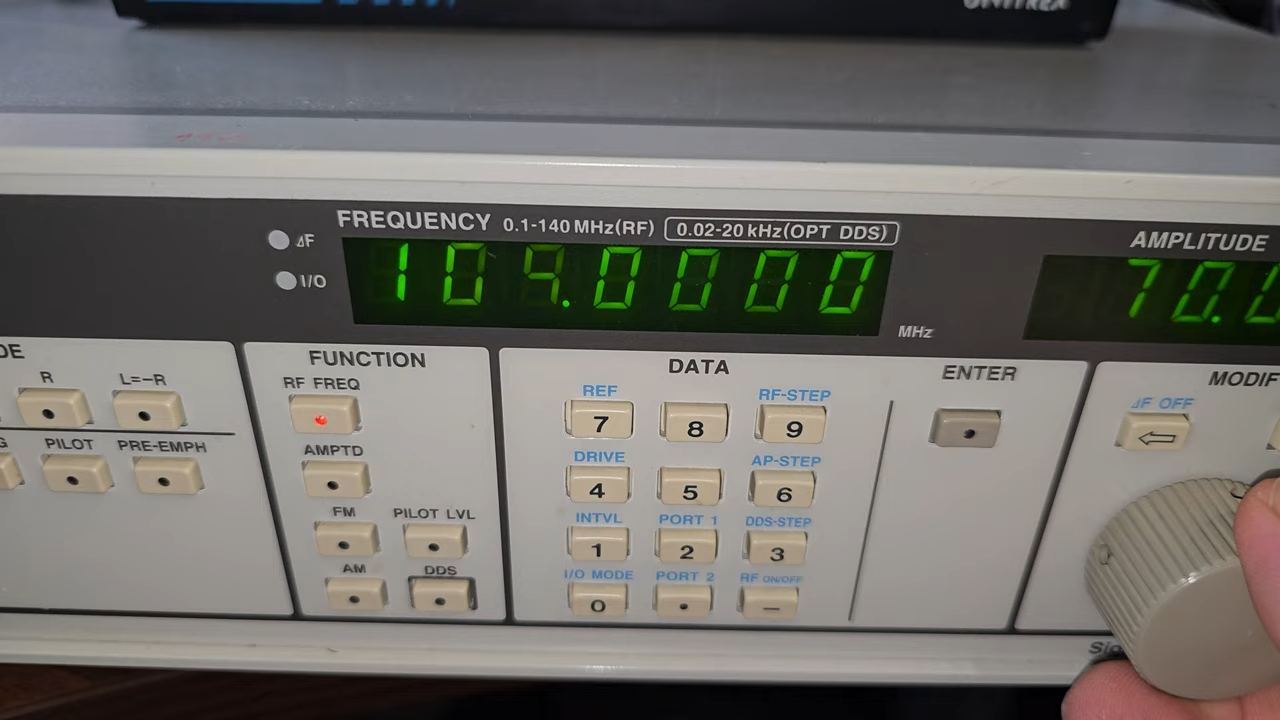 UNITREX
FREQUENCY 0.1-140 MHz(RF) 0.02-20 kHz(OPT DDS)
AMPLITUDE
ΔF
I/O
109.0000
MHz
70.0
DE
R
L=−R
PILOT
PRE-EMPH
FUNCTION
RF FREQ
AMPTD
FM
PILOT LVL
AM
DDS
DATA
REF
RF-STEP
7
8
9
DRIVE
AP-STEP
4
5
6
INTVL
PORT 1
DDS-STEP
1
2
3
I/O MODE
PORT 2
RF ON/OFF
0
.
−
ENTER
MODIF
ΔF OFF